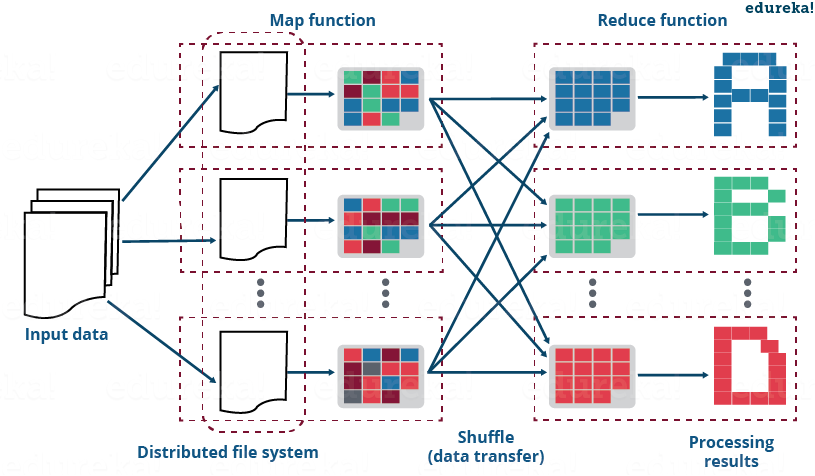 edureka!
Map function
Reduce function
Input data
Distributed file system
Shuffle
(data transfer)
Processing
results